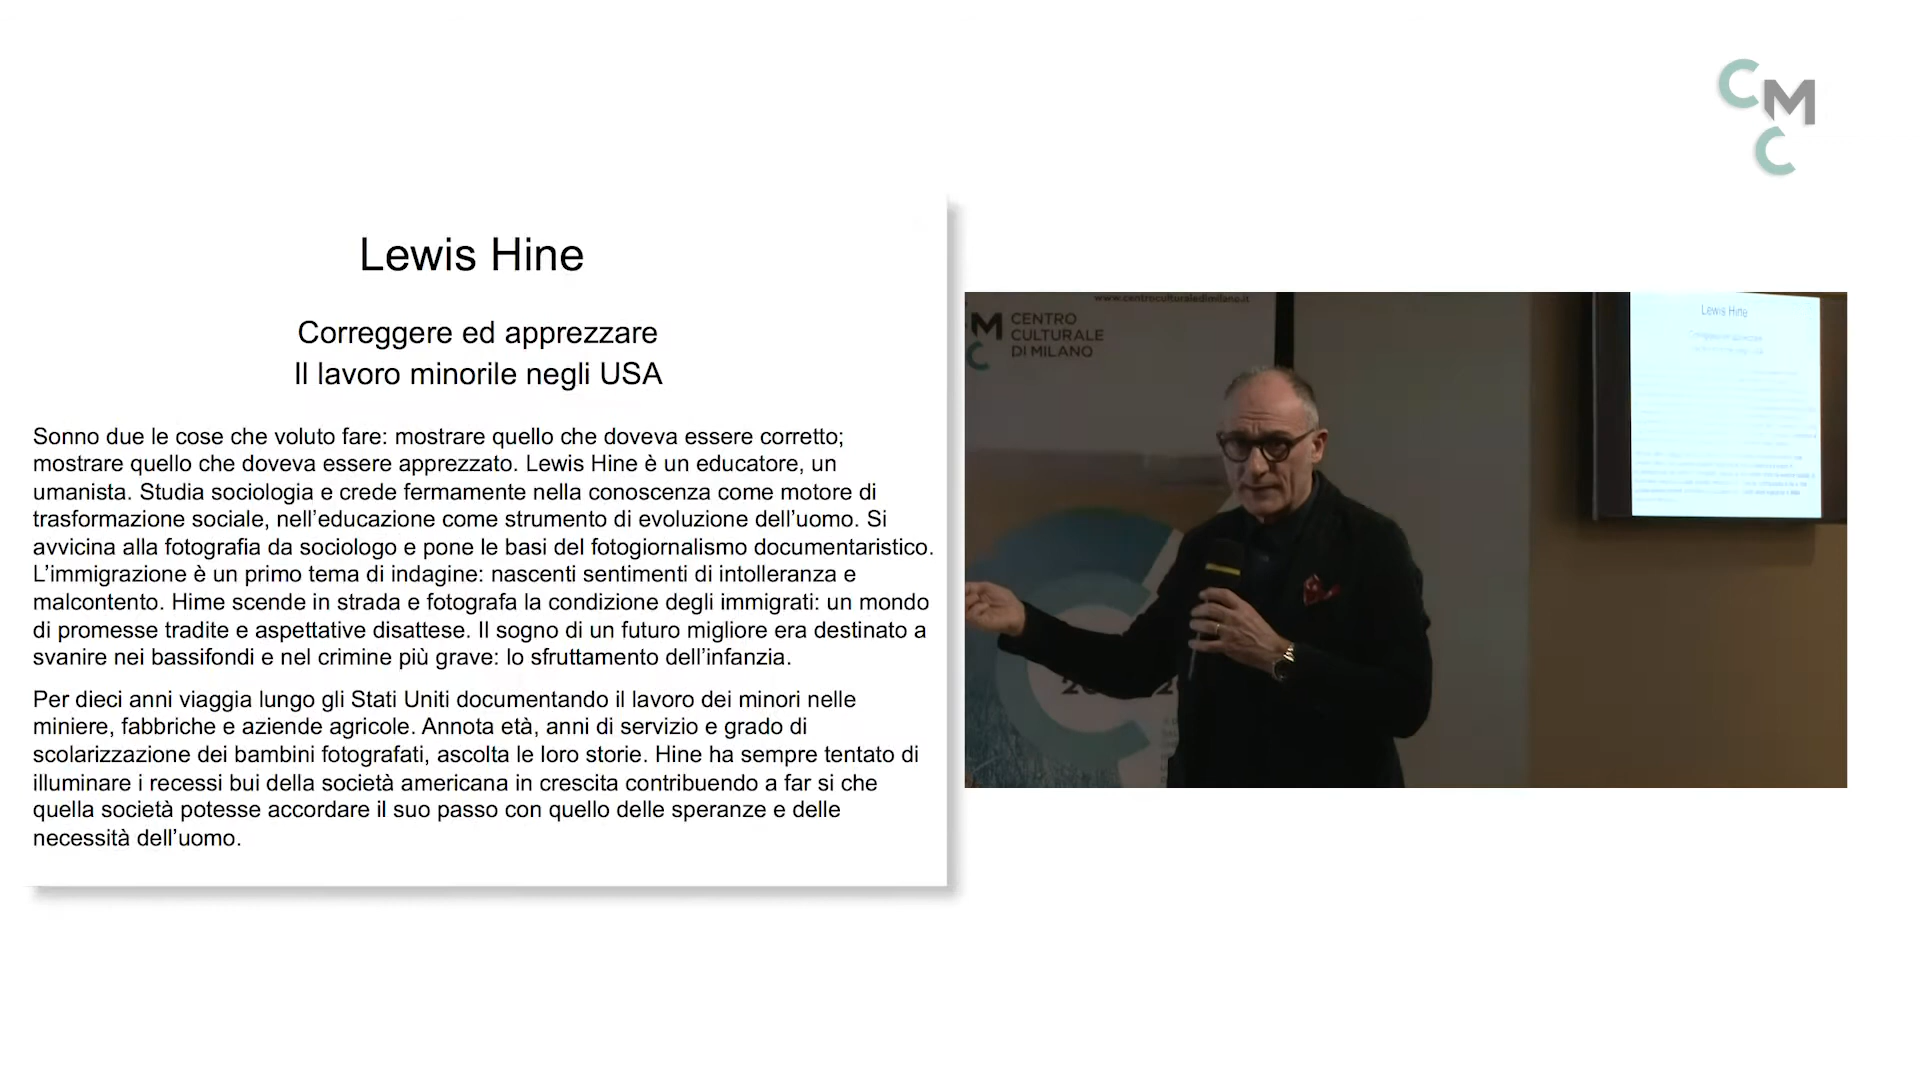 CMC
Lewis Hine
Correggere ed apprezzare
Il lavoro minorile negli USA
Sonno due le cose che voluto fare: mostrare quello che doveva essere corretto;
mostrare quello che doveva essere apprezzato. Lewis Hine è un educatore, un
umanista. Studia sociologia e crede fermamente nella conoscenza come motore di
trasformazione sociale, nell’educazione come strumento di evoluzione dell’uomo. Si
avvicina alla fotografia da sociologo e pone le basi del fotogiornalismo documentaristico.
L’immigrazione è un primo tema di indagine: nascenti sentimenti di intolleranza e
malcontento. Hime scende in strada e fotografa la condizione degli immigrati: un mondo
di promesse tradite e aspettative disattese. Il sogno di un futuro migliore era destinato a
svanire nei bassifondi e nel crimine più grave: lo sfruttamento dell’infanzia.
Per dieci anni viaggia lungo gli Stati Uniti documentando il lavoro dei minori nelle
miniere, fabbriche e aziende agricole. Annota età, anni di servizio e grado di
scolarizzazione dei bambini fotografati, ascolta le loro storie. Hine ha sempre tentato di
illuminare i recessi bui della società americana in crescita contribuendo a far si che
quella società potesse accordare il suo passo con quello delle speranze e delle
necessità dell’uomo.
www.centroculturaledimilano.it
MC
CENTRO
CULTURALE
DI MILANO
Lewis Hine